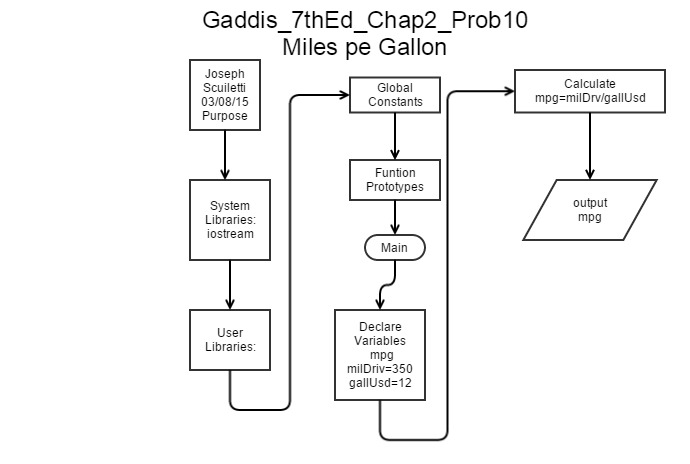 Gaddis_7thEd_Chap2_Prob10
Miles pe Gallon
Joseph
Scuiletti
03/08/15
Purpose
System
Libraries:
iostream
User
Libraries:
Global
Constants
Funtion
Prototypes
Main
Declare
Variables
mpg
milDriv=350
gallUsd=12
Calculate
mpg=milDrv/gallUsd
output
mpg